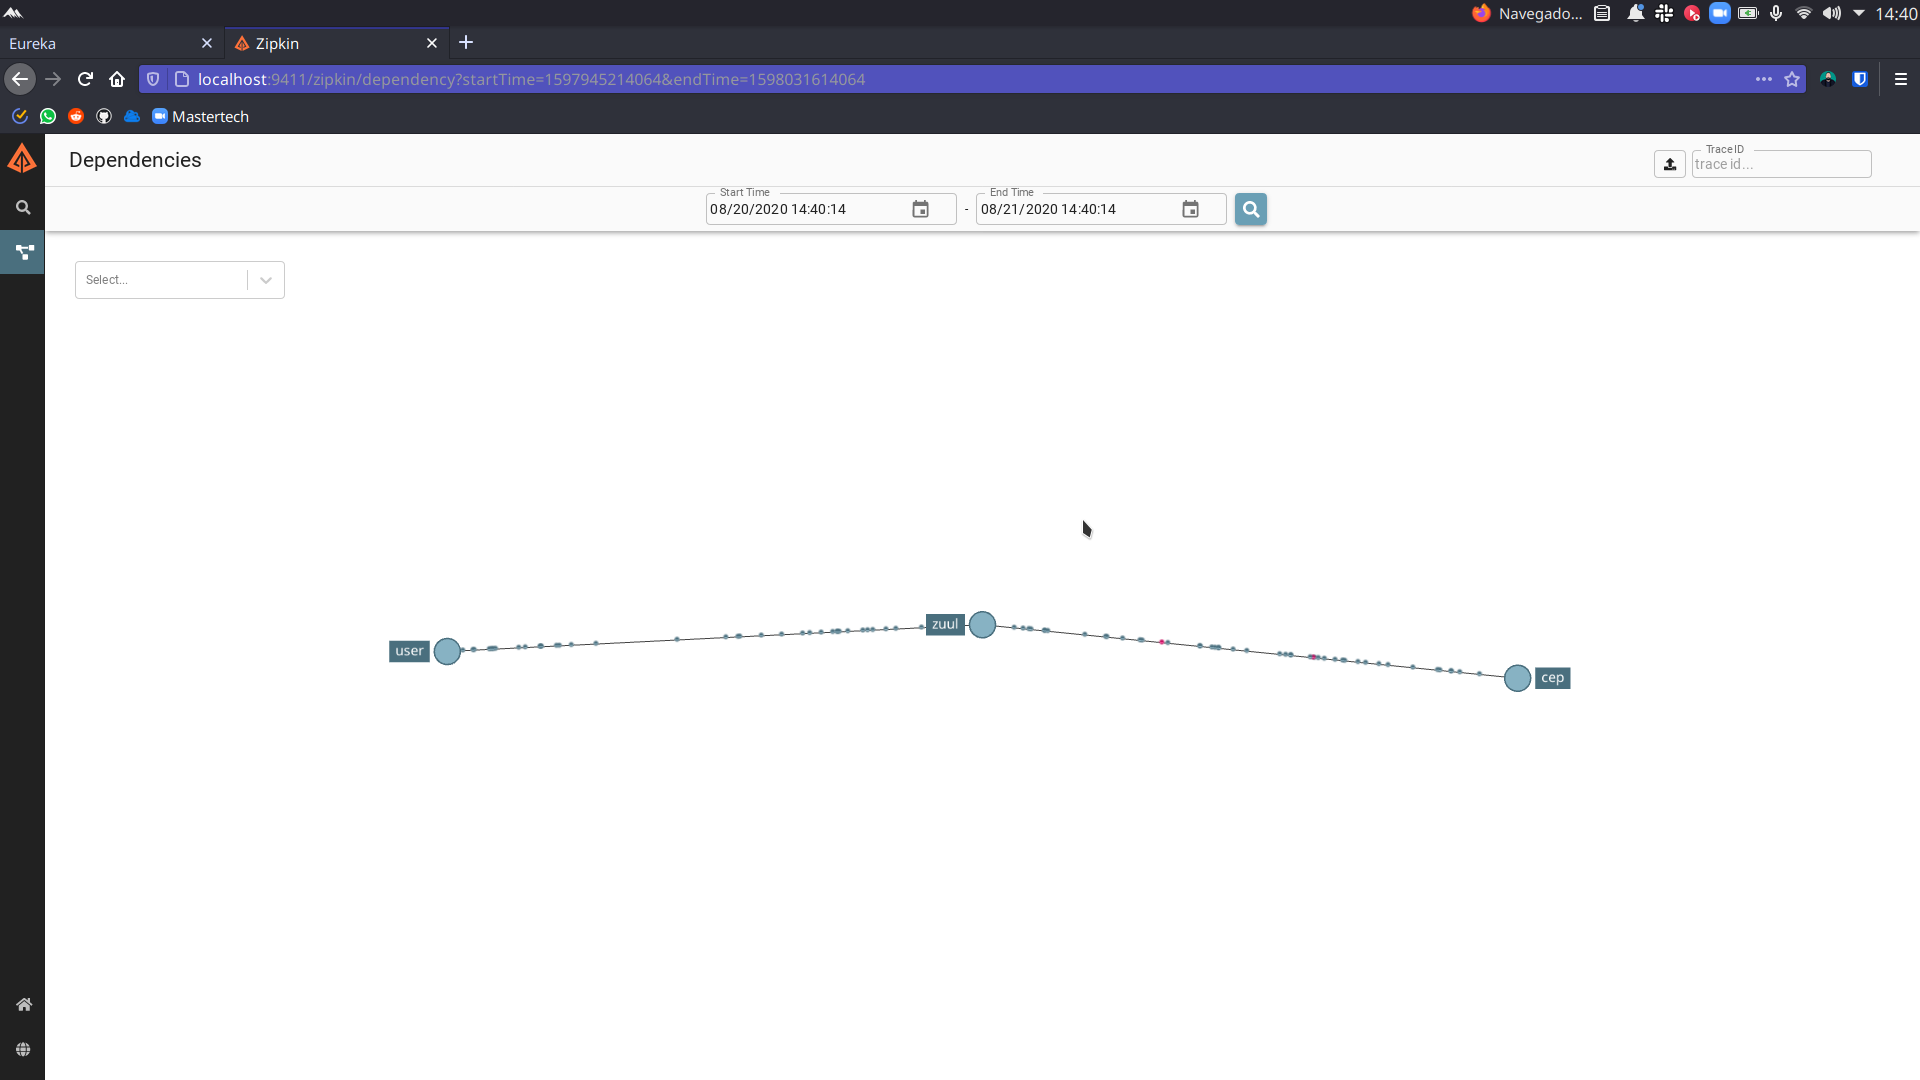 Navegado... 14:40
Eureka
Zipkin
localhost:9411/zipkin/dependency?startTime=1597945214064&endTime=1598031614064
Mastertech
Dependencies
Trace ID
trace id...
Start Time
08/20/2020 14:40:14
-
End Time
08/21/2020 14:40:14
Select...
user
zuul
cep